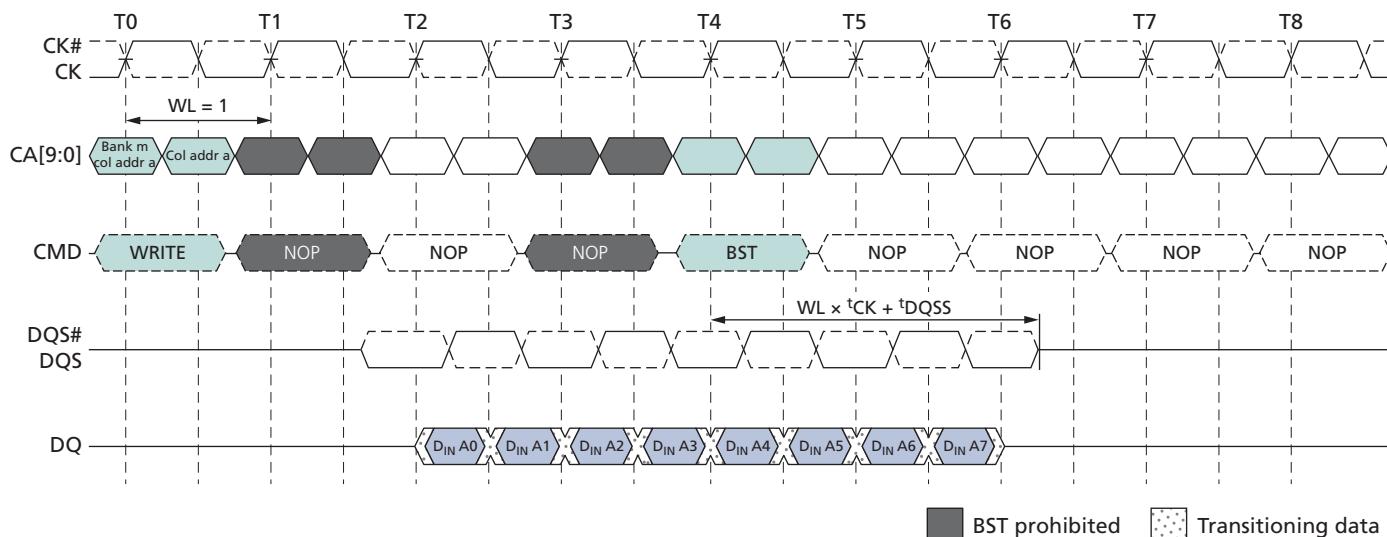 T0 T1 T2 T3 T4 T5 T6 T7 T8
CK#
CK
WL = 1
CA[9:0] Bank m col addr a Col addr a
CMD WRITE NOP NOP NOP BST NOP NOP NOP NOP
WL × tCK + tDQSS
DQS#
DQS
DQ DIN A0 DIN A1 DIN A2 DIN A3 DIN A4 DIN A5 DIN A6 DIN A7
BST prohibited Transitioning data